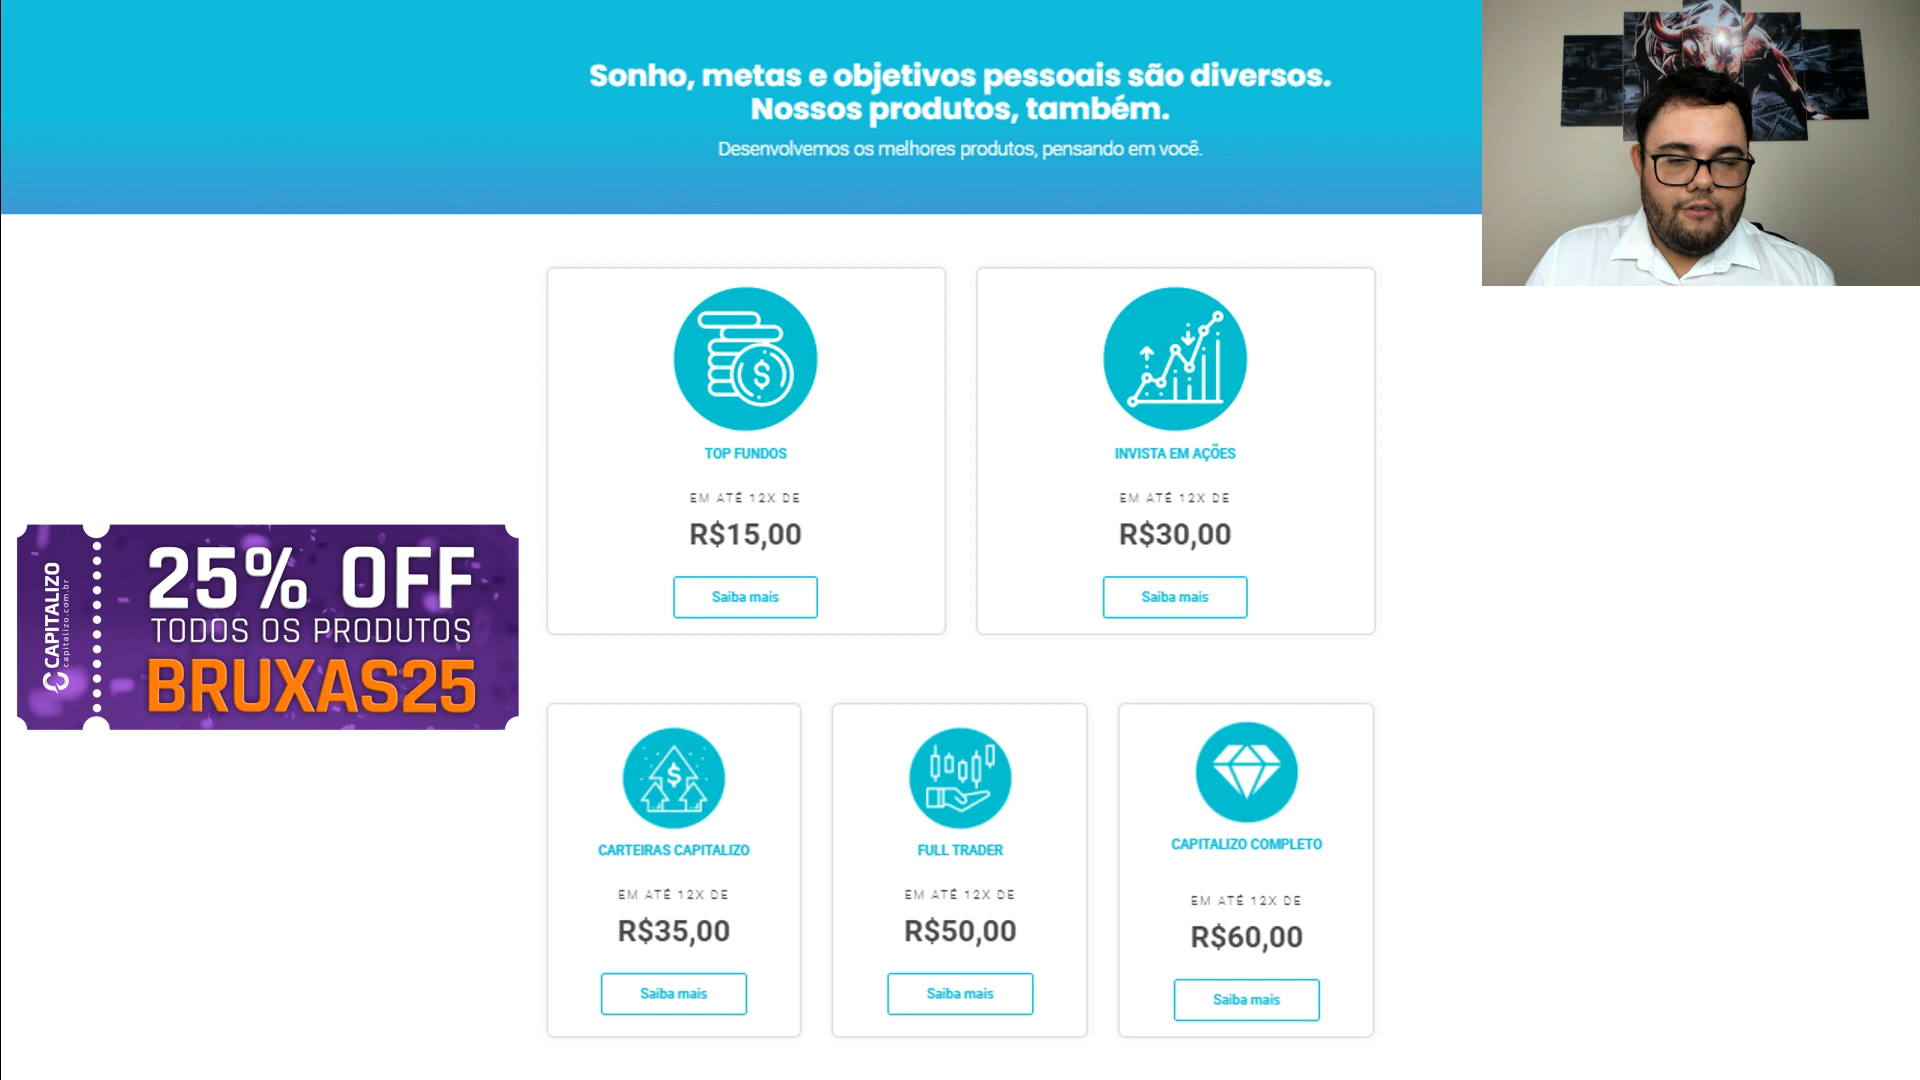 Sonho, metas e objetivos pessoais são diversos.
Nossos produtos, também.
Desenvolvemos os melhores produtos, pensando em você.
TOP FUNDOS
EM ATÉ 12X DE
R$15,00
Saiba mais
INVISTA EM AÇÕES
EM ATÉ 12X DE
R$30,00
Saiba mais
CAPITALIZO
capitalizo.com.br
25% OFF
TODOS OS PRODUTOS
BRUXAS25
CARTEIRAS CAPITALIZO
EM ATÉ 12X DE
R$35,00
Saiba mais
FULL TRADER
EM ATÉ 12X DE
R$50,00
Saiba mais
CAPITALIZO COMPLETO
EM ATÉ 12X DE
R$60,00
Saiba mais